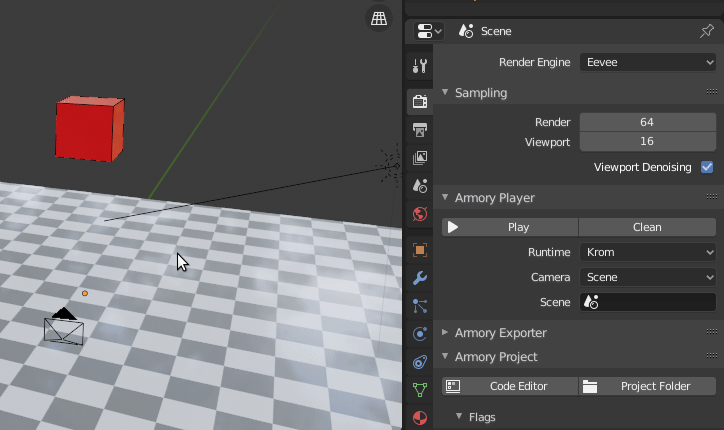 Scene
Render Engine Eevee
Sampling
Render 64
Viewport 16
Viewport Denoising
Armory Player
Play Clean
Runtime Krom
Camera Scene
Scene
Armory Exporter
Armory Project
Code Editor Project Folder
Flags